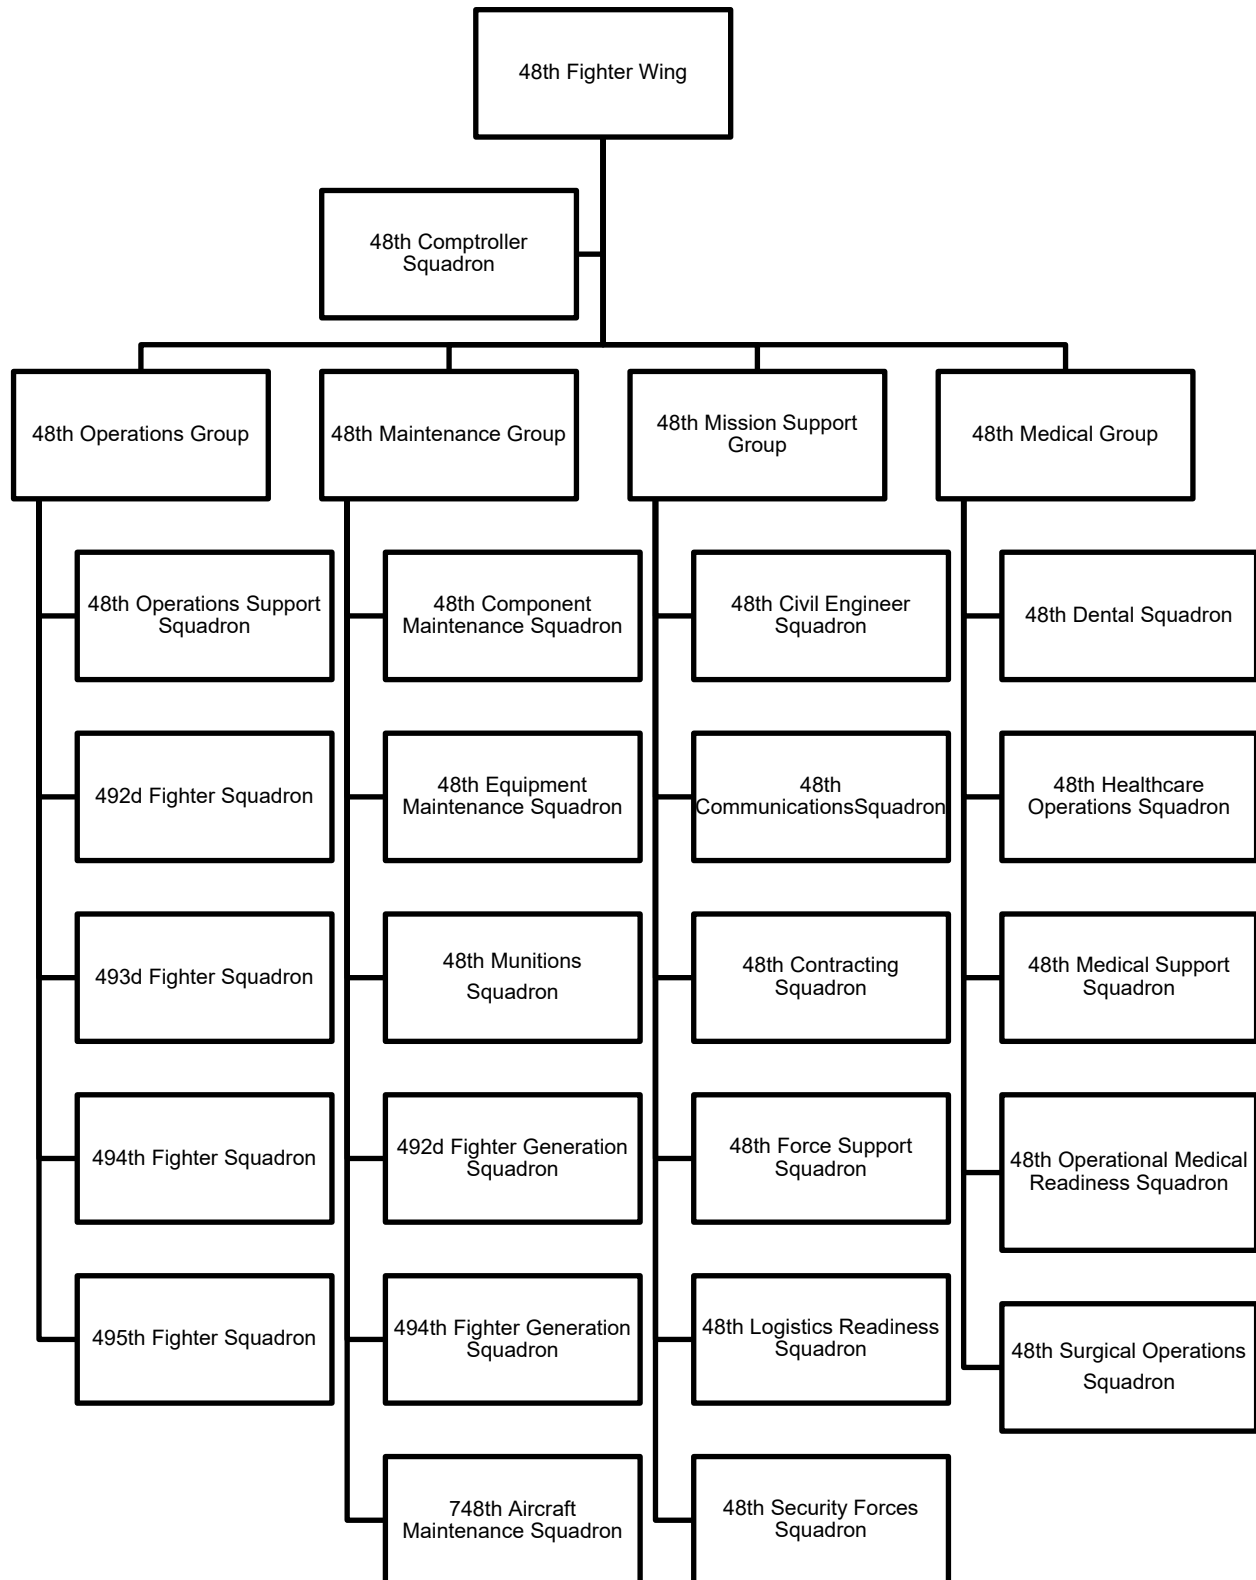 48th Fighter Wing
48th Comptroller
Squadron
48th Operations Group
48th Maintenance Group
48th Mission Support
Group
48th Medical Group
48th Operations Support
Squadron
492d Fighter Squadron
493d Fighter Squadron
494th Fighter Squadron
495th Fighter Squadron
48th Component
Maintenance Squadron
48th Equipment
Maintenance Squadron
48th Munitions
Squadron
492d Fighter Generation
Squadron
494th Fighter Generation
Squadron
748th Aircraft
Maintenance Squadron
48th Civil Engineer
Squadron
48th
CommunicationsSquadron
48th Contracting
Squadron
48th Force Support
Squadron
48th Logistics Readiness
Squadron
48th Security Forces
Squadron
48th Dental Squadron
48th Healthcare
Operations Squadron
48th Medical Support
Squadron
48th Operational Medical
Readiness Squadron
48th Surgical Operations
Squadron